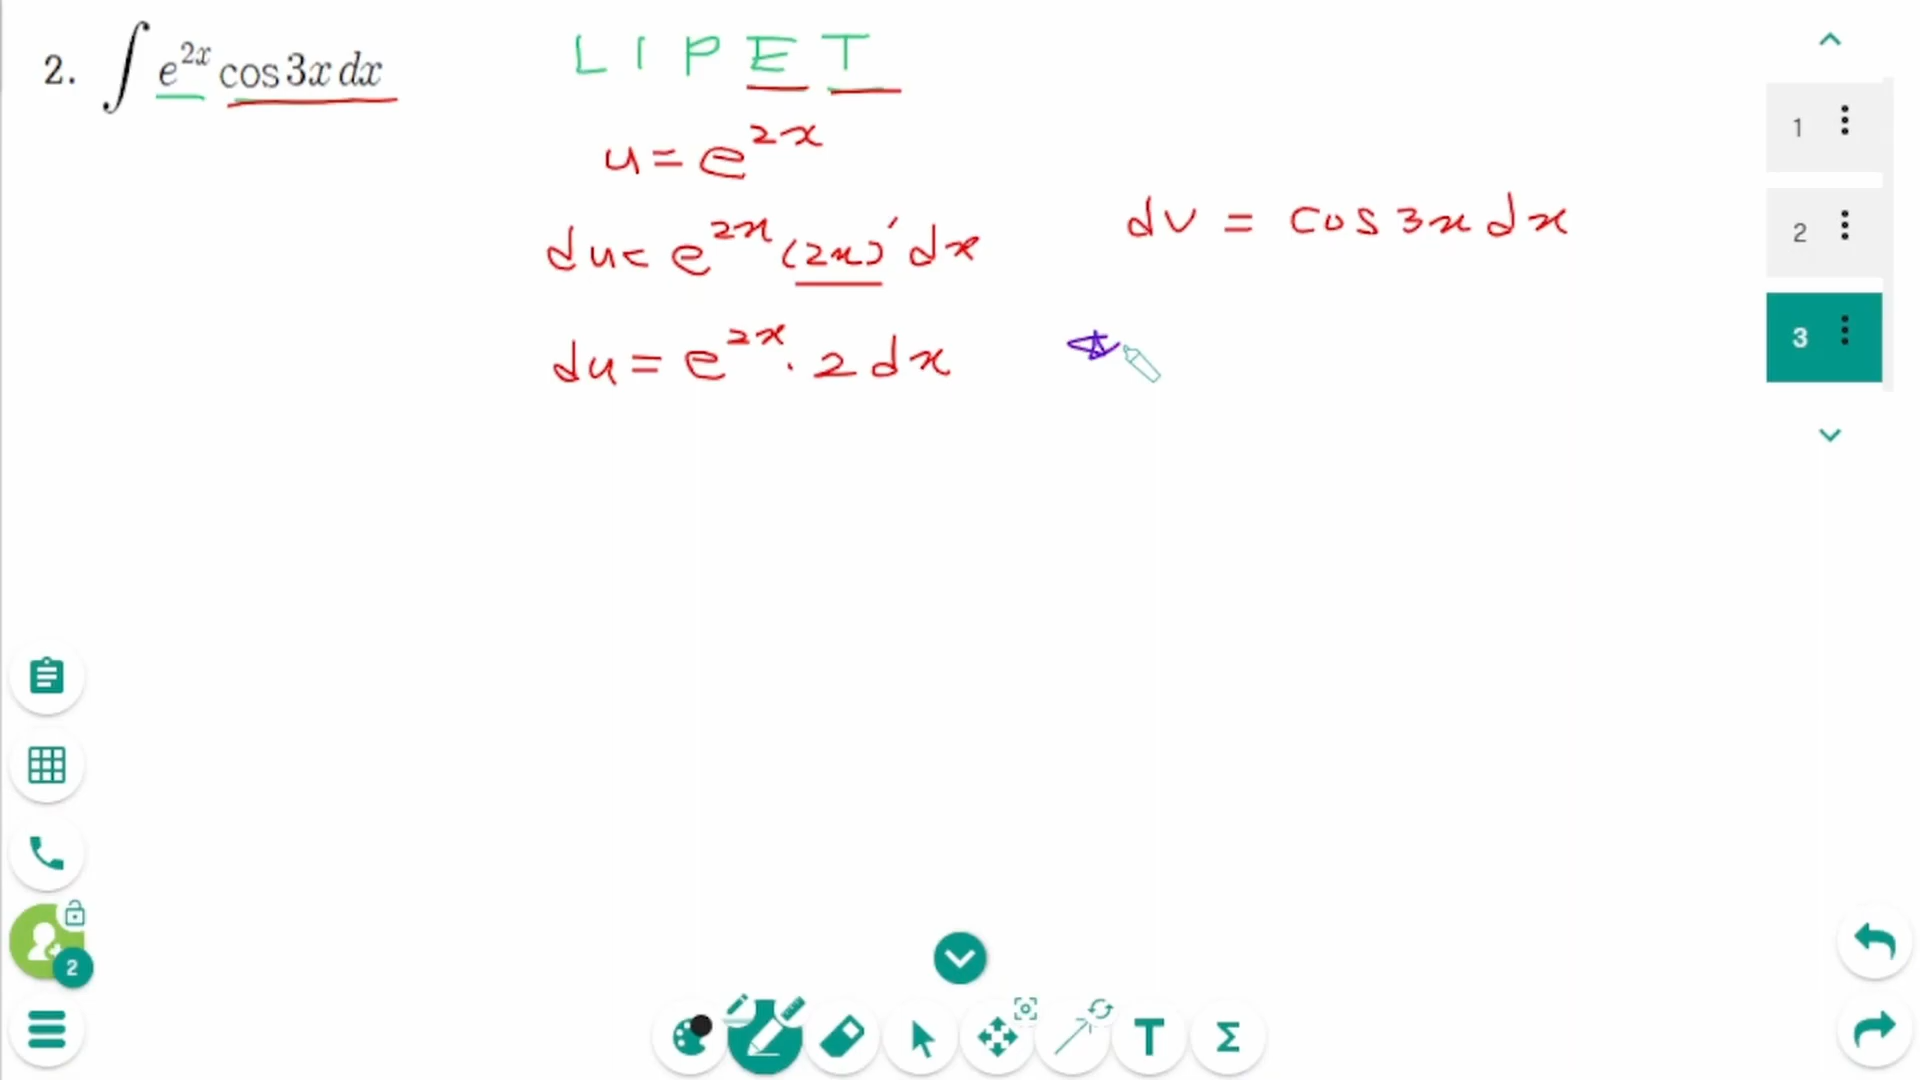 2. ∫ e^{2x} cos 3x dx
L I P E T
u = e^{2x}
du = e^{2x} (2x)' dx
dv = cos 3x dx
du = e^{2x} · 2 dx
1
2
3
2
T
Σ